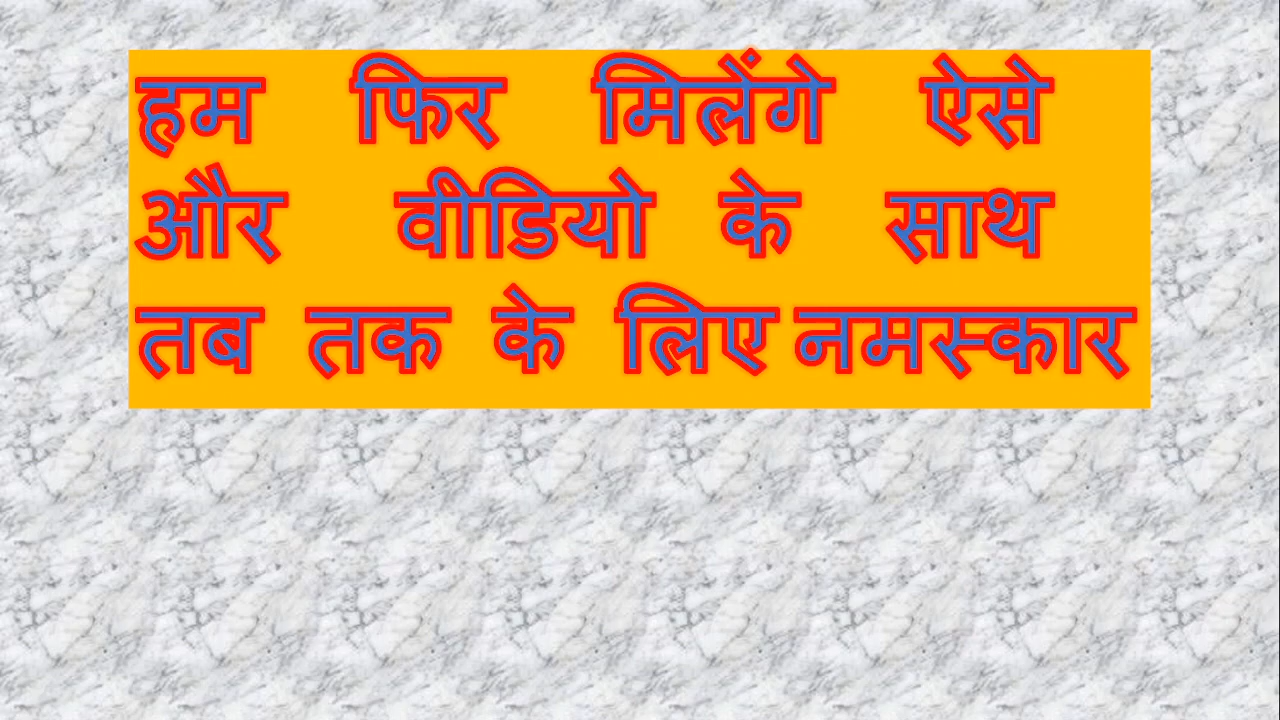 हम फिर मिलेंगे ऐसे
और वीडियो के साथ
तब तक के लिए नमस्कार